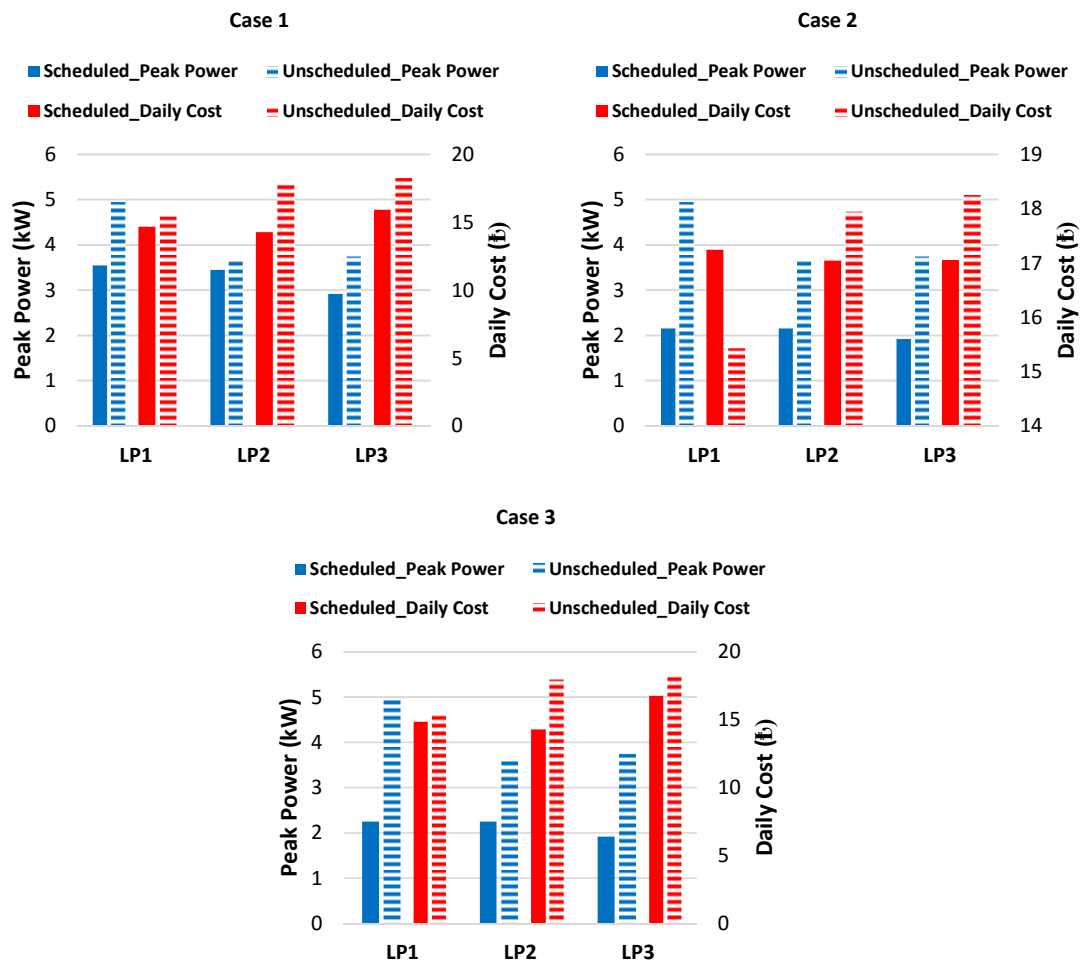 Case 1
Scheduled_Peak Power Unscheduled_Peak Power
Scheduled_Daily Cost Unscheduled_Daily Cost
Peak Power (kW)
6
5
4
3
2
1
0
20
15
10
5
0
Daily Cost (₺)
LP1 LP2 LP3
Case 2
Scheduled_Peak Power Unscheduled_Peak Power
Scheduled_Daily Cost Unscheduled_Daily Cost
Peak Power (kW)
6
5
4
3
2
1
0
19
18
17
16
15
14
Daily Cost (₺)
LP1 LP2 LP3
Case 3
Scheduled_Peak Power Unscheduled_Peak Power
Scheduled_Daily Cost Unscheduled_Daily Cost
Peak Power (kW)
6
5
4
3
2
1
0
20
15
10
5
0
Daily Cost (₺)
LP1 LP2 LP3